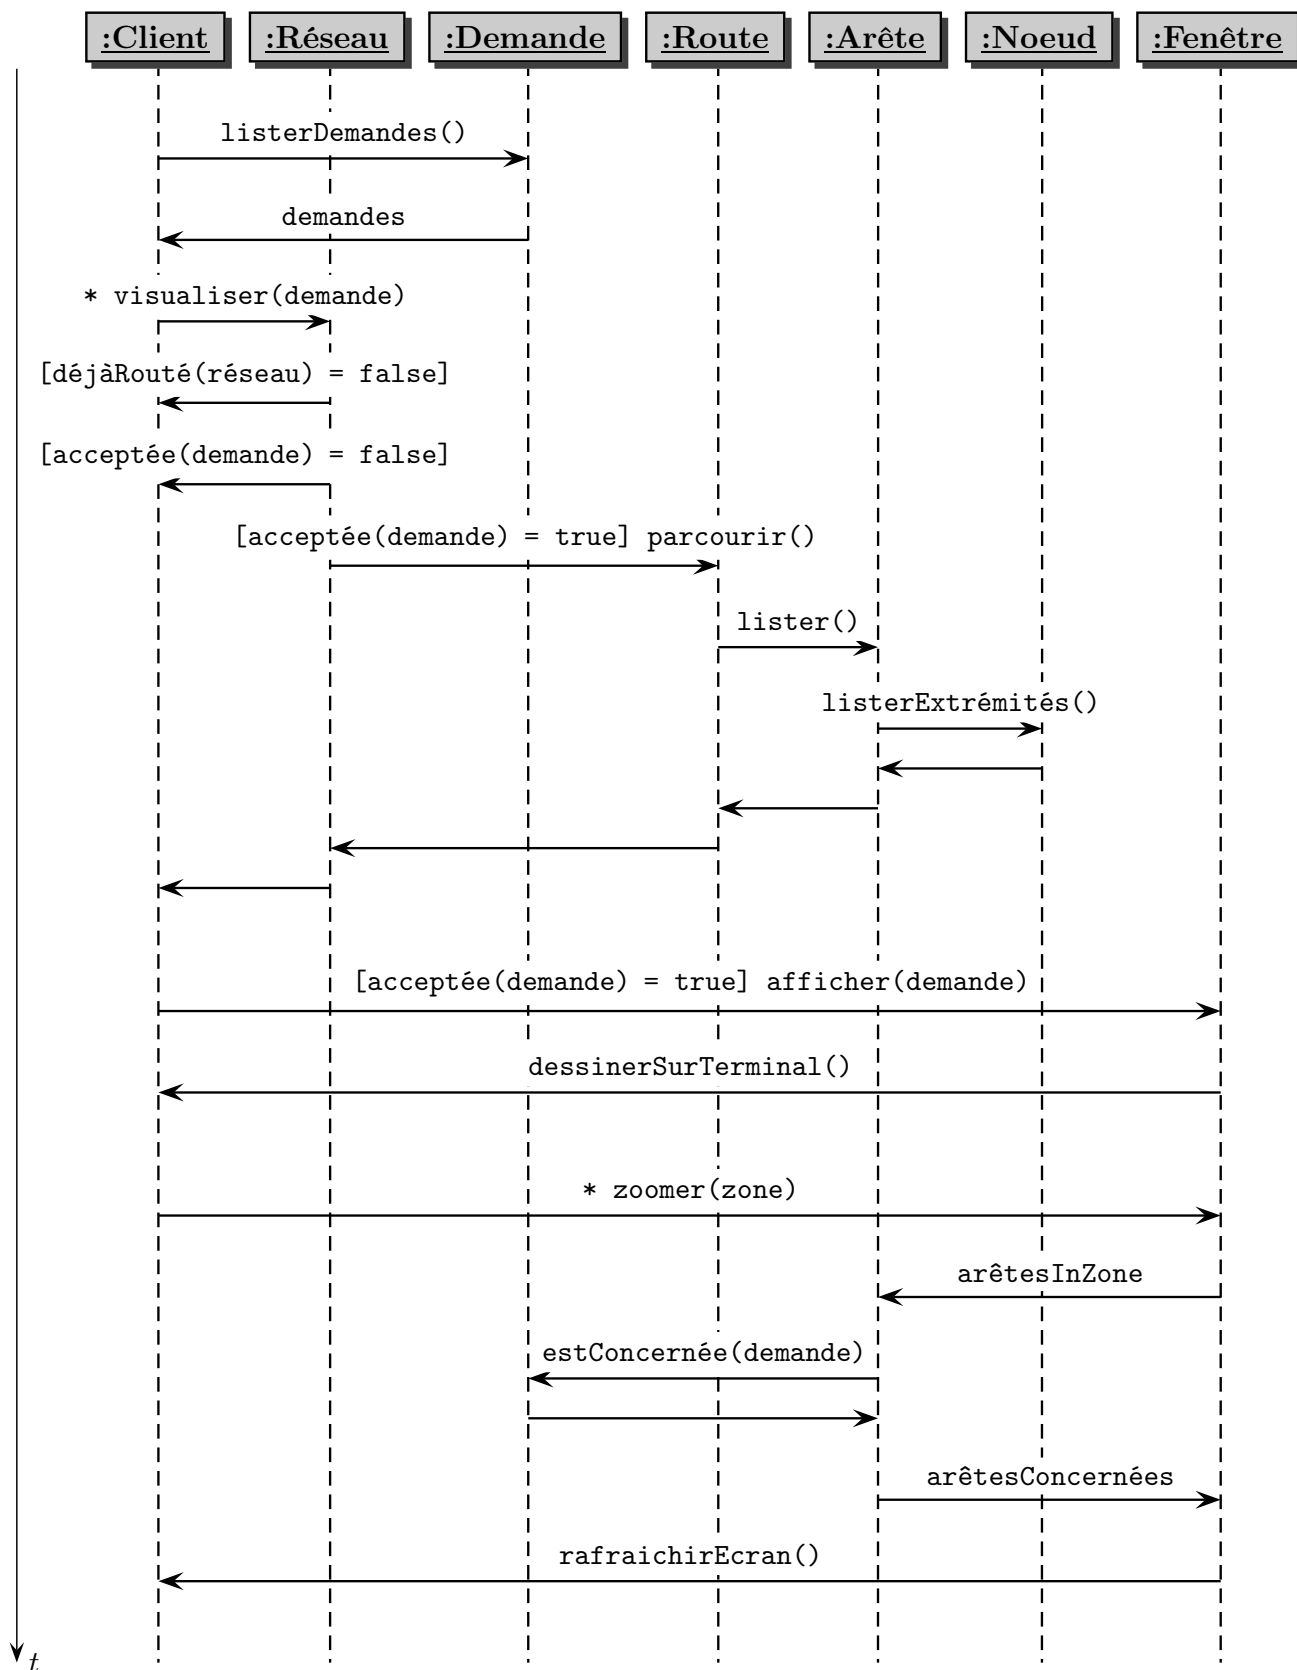 :Client :Réseau :Demande :Route :Arête :Noeud :Fenêtre
listerDemandes()
demandes
* visualiser(demande)
[déjàRouté(réseau) = false]
[acceptée(demande) = false]
[acceptée(demande) = true] parcourir()
lister()
listerExtrémités()
[acceptée(demande) = true] afficher(demande)
dessinerSurTerminal()
* zoomer(zone)
arêtesInZone
estConcernée(demande)
arêtesConcernées
rafraichirEcran()
t